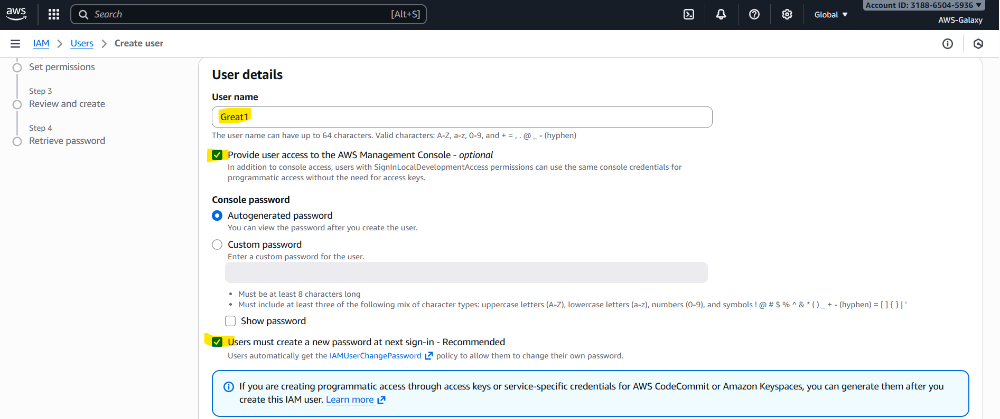 aws
Search
[Alt+S]
Global
Account ID: 3188-6504-5936
AWS-Galaxy
IAM
Users
Create user
Set permissions
Step 3
Review and create
Step 4
Retrieve password
User details
User name
Great1
The user name can have up to 64 characters. Valid characters: A-Z, a-z, 0-9, and + = , . @ _ - (hyphen)
Provide user access to the AWS Management Console - optional
In addition to console access, users with SignInLocalDevelopmentAccess permissions can use the same console credentials for
programmatic access without the need for access keys.
Console password
Autogenerated password
You can view the password after you create the user.
Custom password
Enter a custom password for the user.
• Must be at least 8 characters long
• Must include at least three of the following mix of character types: uppercase letters (A-Z), lowercase letters (a-z), numbers (0-9), and symbols ! @ # $ % ^ & * ( ) _ + - (hyphen) = [ ] { } | '
Show password
Users must create a new password at next sign-in - Recommended
Users automatically get the IAMUserChangePassword policy to allow them to change their own password.
If you are creating programmatic access through access keys or service-specific credentials for AWS CodeCommit or Amazon Keyspaces, you can generate them after you
create this IAM user. Learn more